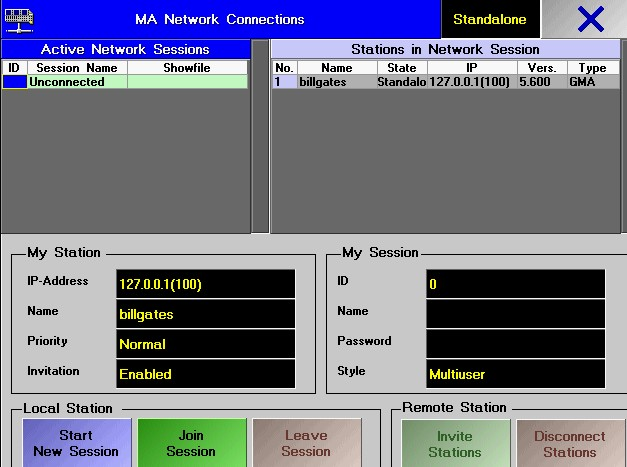 MA Network Connections
Standalone
Active Network Sessions
Stations in Network Session
ID Session Name Showfile
No. Name State IP Vers. Type
Unconnected
1 billgates Standalo 127.0.0.1(100) 5.600 GMA
My Station
My Session
IP-Address 127.0.0.1(100)
ID 0
Name billgates
Name
Priority Normal
Password
Invitation Enabled
Style Multiuser
Local Station
Remote Station
Start
New Session
Join
Session
Leave
Session
Invite
Stations
Disconnect
Stations